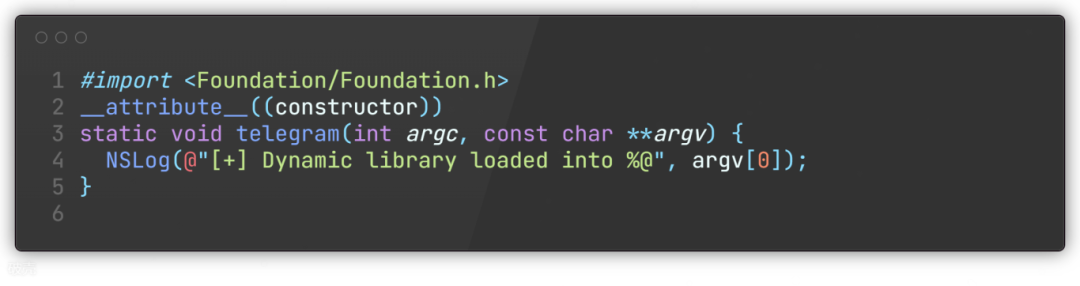 1 #import <Foundation/Foundation.h>
2 __attribute__((constructor))
3 static void telegram(int argc, const char **argv) {
4   NSLog(@"[+] Dynamic library loaded into %@", argv[0]);
5 }
6